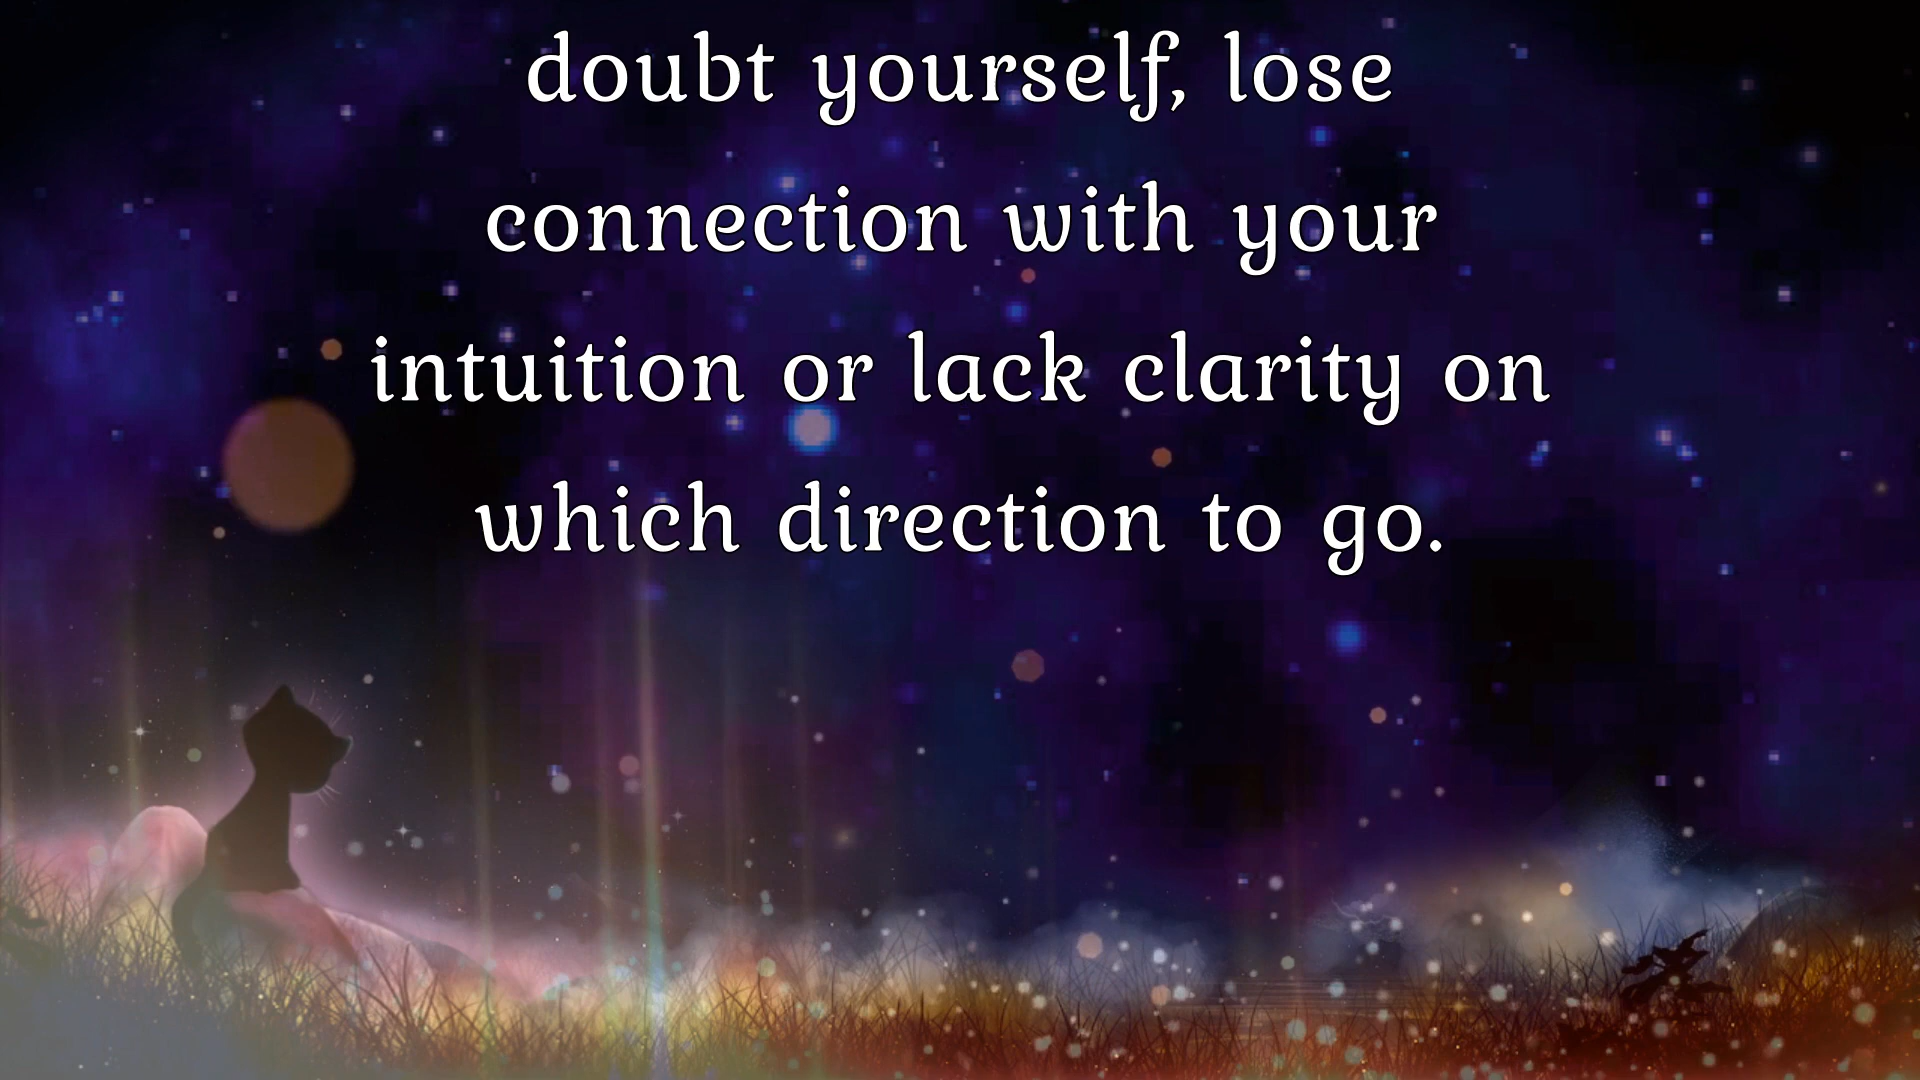 doubt yourself, lose
connection with your
intuition or lack clarity on
which direction to go.